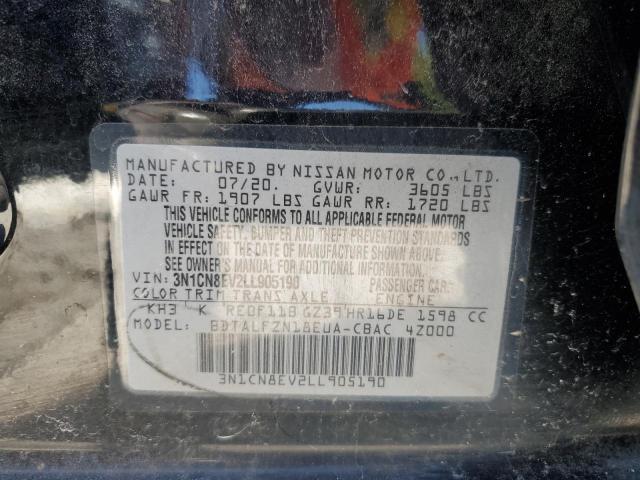 MANUFACTURED BY NISSAN MOTOR CO., LTD.
DATE: 07/20. GVWR: 3605 LBS
GAWR FR: 1907 LBS GAWR RR: 1720 LBS
THIS VEHICLE CONFORMS TO ALL APPLICABLE FEDERAL MOTOR
VEHICLE SAFETY, BUMPER AND THEFT PREVENTION STANDARDS
IN EFFECT ON THE DATE OF MANUFACTURE SHOWN ABOVE.
SEE OWNER'S MANUAL FOR ADDITIONAL INFORMATION.
VIN: 3N1CN8EV2LL905190 PASSENGER CAR
COLOR TRIM TRANS AXLE ENGINE
KH3 K RE0F11B GZ39 HR16DE 1598 CC
MODEL: BDTALFZN18EUA-CBAC 4Z000
3N1CN8EV2LL905190